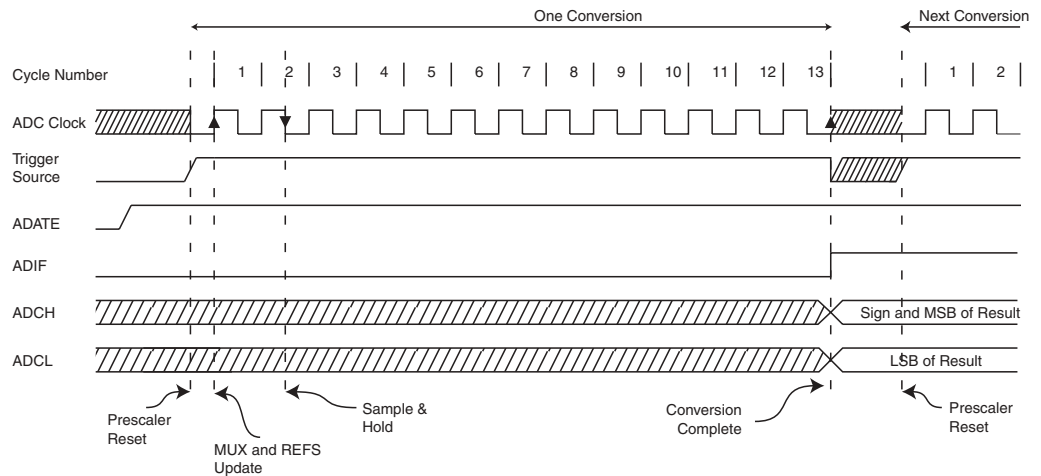 One Conversion
Next Conversion
Cycle Number
1 2 3 4 5 6 7 8 9 10 11 12 13 1 2
ADC Clock
Trigger
Source
ADATE
ADIF
ADCH
Sign and MSB of Result
ADCL
LSB of Result
Prescaler
Reset
MUX and REFS
Update
Sample &
Hold
Conversion
Complete
Prescaler
Reset